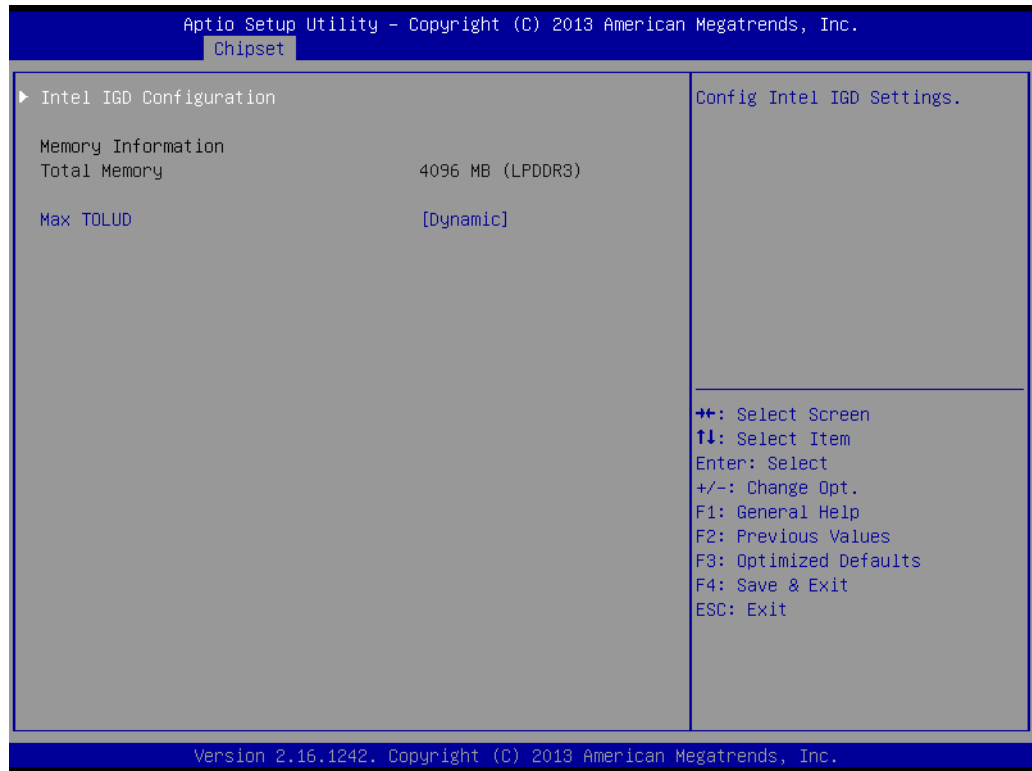 Aptio Setup Utility – Copyright (C) 2013 American Megatrends, Inc.
Chipset
▶ Intel IGD Configuration
Memory Information
Total Memory 4096 MB (LPDDR3)
Max TOLUD [Dynamic]
Config Intel IGD Settings.
→←: Select Screen
↑↓: Select Item
Enter: Select
+/-: Change Opt.
F1: General Help
F2: Previous Values
F3: Optimized Defaults
F4: Save & Exit
ESC: Exit
Version 2.16.1242. Copyright (C) 2013 American Megatrends, Inc.